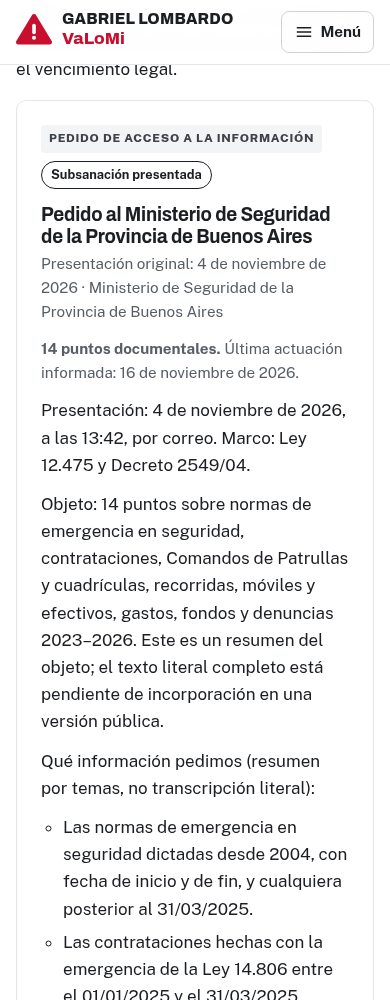 GABRIEL LOMBARDO
VaLoMi
Menú
el vencimiento legal.
PEDIDO DE ACCESO A LA INFORMACIÓN
Subsanación presentada
Pedido al Ministerio de Seguridad
de la Provincia de Buenos Aires
Presentación original: 4 de noviembre de
2026 · Ministerio de Seguridad de la
Provincia de Buenos Aires
14 puntos documentales. Última actuación
informada: 16 de noviembre de 2026.
Presentación: 4 de noviembre de 2026,
a las 13:42, por correo. Marco: Ley
12.475 y Decreto 2549/04.
Objeto: 14 puntos sobre normas de
emergencia en seguridad,
contrataciones, Comandos de Patrullas
y cuadrículas, recorridas, móviles y
efectivos, gastos, fondos y denuncias
2023–2026. Este es un resumen del
objeto; el texto literal completo está
pendiente de incorporación en una
versión pública.
Qué información pedimos (resumen
por temas, no transcripción literal):
Las normas de emergencia en
seguridad dictadas desde 2004, con
fecha de inicio y de fin, y cualquiera
posterior al 31/03/2025.
Las contrataciones hechas con la
emergencia de la Ley 14.806 entre
el 01/01/2025 y el 31/03/2025